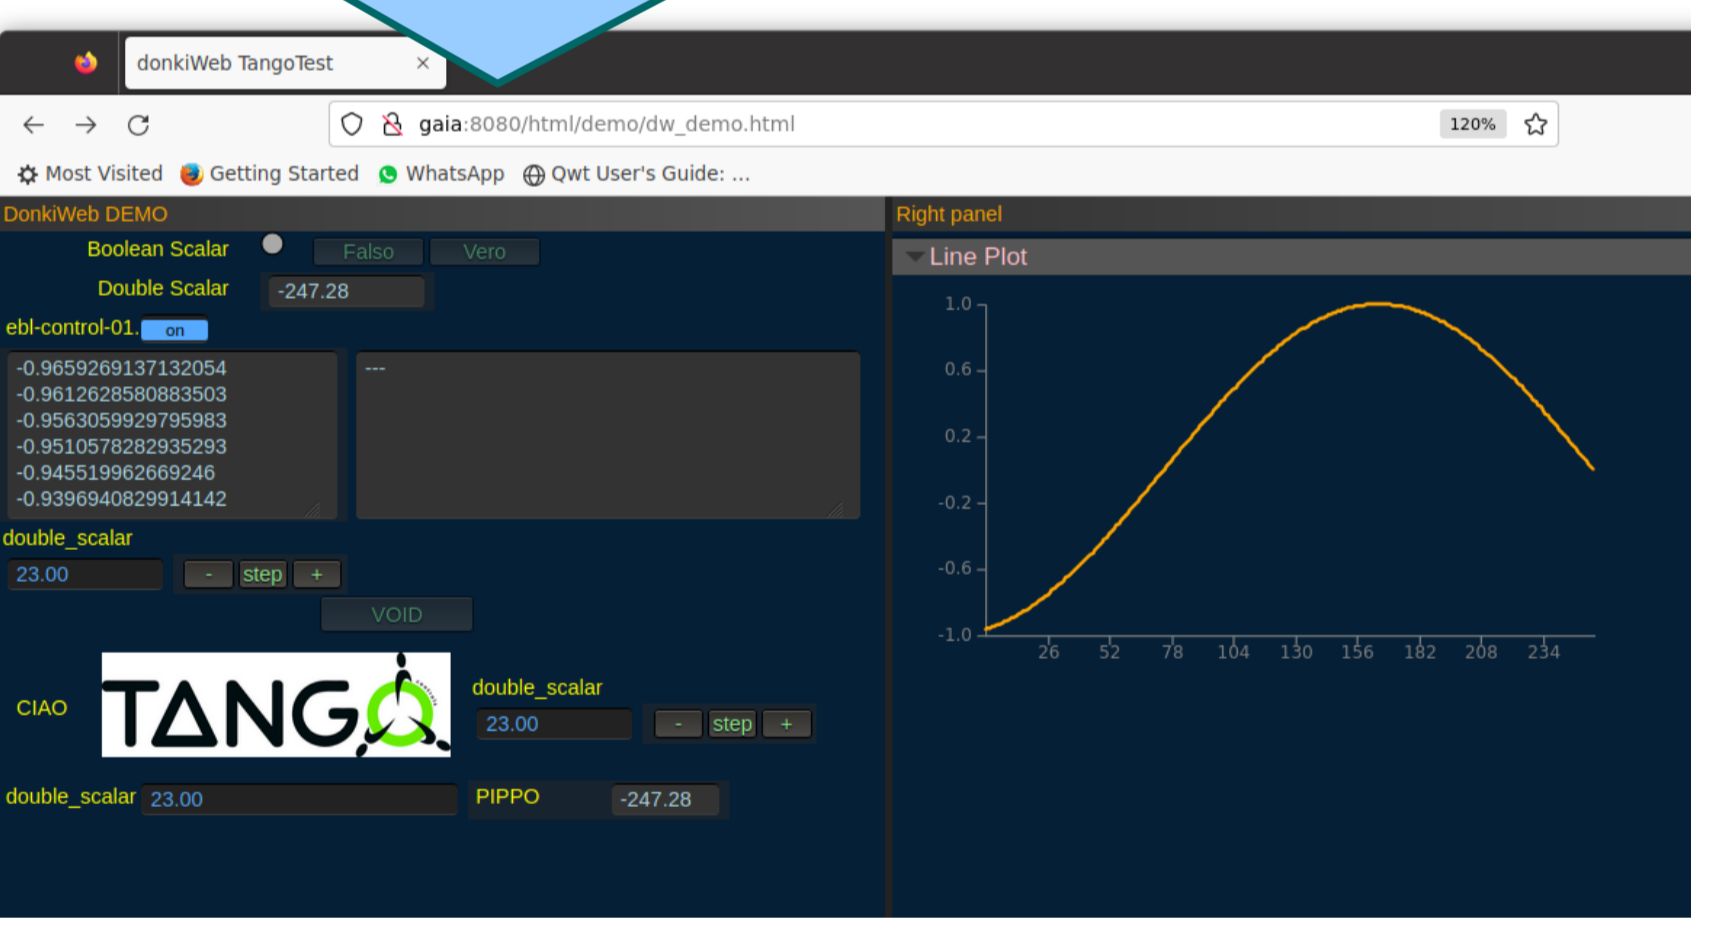 donkiWeb TangoTest
gaia:8080/html/demo/dw_demo.html
120%
Most Visited Getting Started WhatsApp Qwt User's Guide: ...
DonkiWeb DEMO
Boolean Scalar Falso Vero
Double Scalar -247.28
ebl-control-01. on
-0.9659269137132054
-0.9612628580883503
-0.9563059929795983
-0.9510578282935293
-0.9455199626692​46
-0.9396940829914142
---
double_scalar
23.00 - step +
VOID
CIAO
TANGO
controls
double_scalar
23.00 - step +
double_scalar 23.00 PIPPO -247.28
Right panel
Line Plot
1.0
0.6
0.2
-0.2
-0.6
-1.0
26 52 78 104 130 156 182 208 234